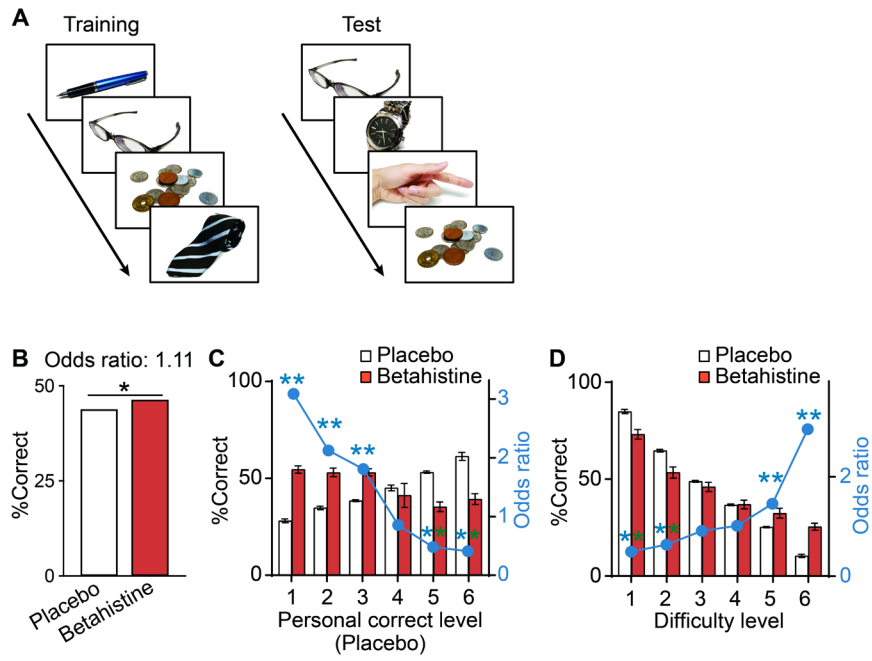 A
Training
Test
B
Odds ratio: 1.11
*
50
25
0
%Correct
Placebo
Betahistine
C
Placebo
Betahistine
100
50
0
%Correct
**
**
**
**
**
3
2
1
0
Odds ratio
1 2 3 4 5 6
Personal correct level
(Placebo)
D
Placebo
Betahistine
100
50
0
%Correct
**
**
**
**
2
0
Odds ratio
1 2 3 4 5 6
Difficulty level